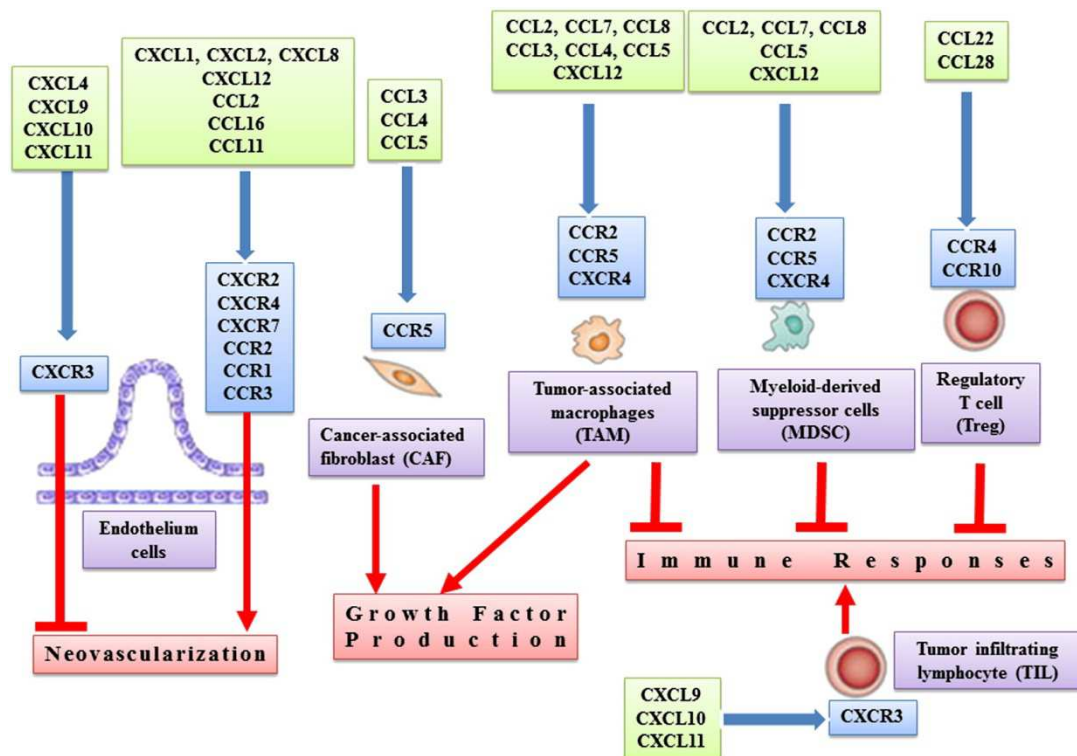 CXCL4
CXCL9
CXCL10
CXCL11
CXCL1, CXCL2, CXCL8
CXCL12
CCL2
CCL16
CCL11
CCL3
CCL4
CCL5
CCL2, CCL7, CCL8
CCL3, CCL4, CCL5
CXCL12
CCL2, CCL7, CCL8
CCL5
CXCL12
CCL22
CCL28
CXCR3
CXCR2
CXCR4
CXCR7
CCR2
CCR1
CCR3
CCR5
CCR2
CCR5
CXCR4
CCR2
CCR5
CXCR4
CCR4
CCR10
Endothelium
cells
Cancer-associated
fibroblast (CAF)
Tumor-associated
macrophages
(TAM)
Myeloid-derived
suppressor cells
(MDSC)
Regulatory
T cell
(Treg)
Neovascularization
Growth Factor
Production
Immune Responses
Tumor infiltrating
lymphocyte (TIL)
CXCL9
CXCL10
CXCL11
CXCR3